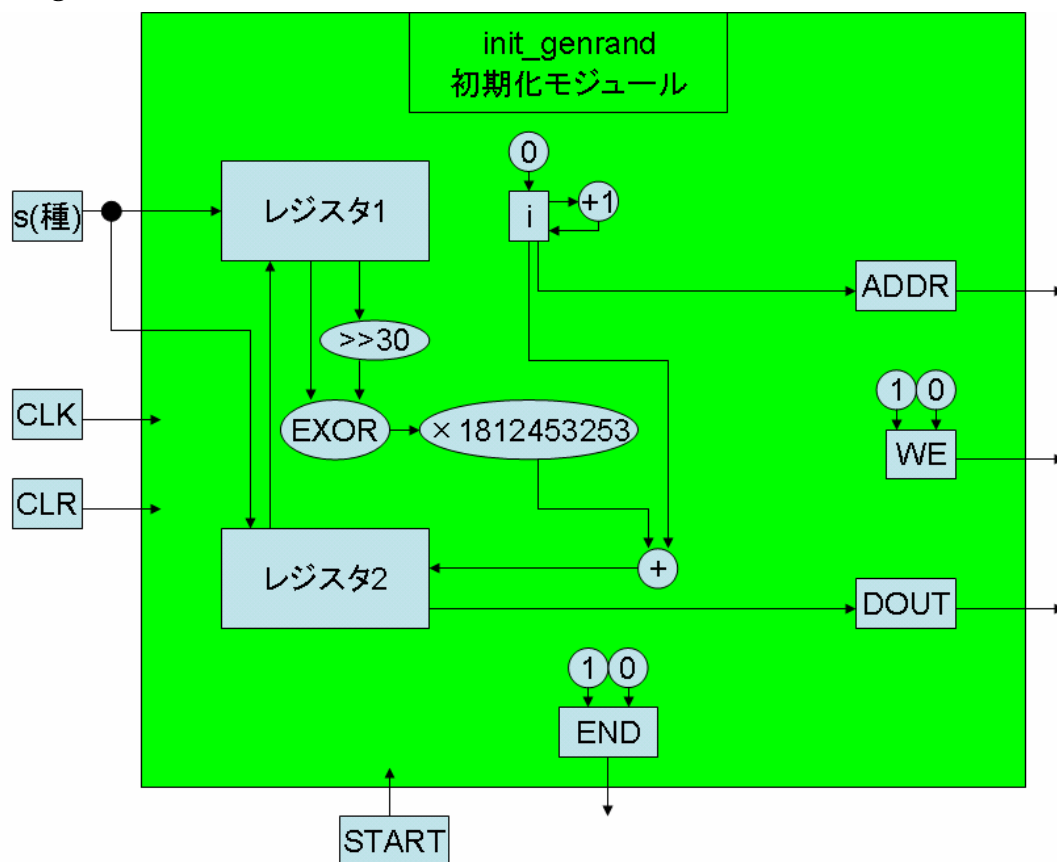 init_genrand
初期化モジュール
0
s(種)
レジスタ1
i
+1
ADDR
>>30
1 0
CLK
EXOR
×1812453253
WE
CLR
レジスタ2
+
DOUT
1 0
END
START